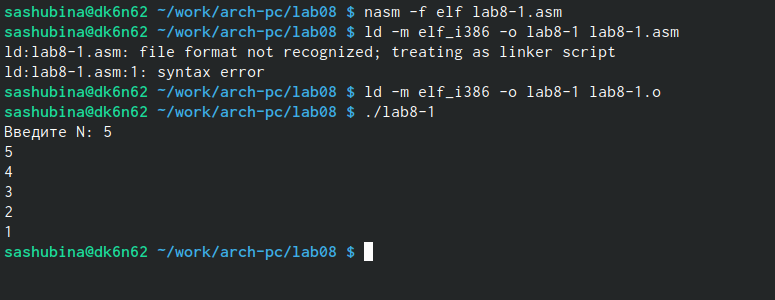 sashubina@dk6n62 ~/work/arch-pc/lab08 $ nasm -f elf lab8-1.asm
sashubina@dk6n62 ~/work/arch-pc/lab08 $ ld -m elf_i386 -o lab8-1 lab8-1.asm
ld:lab8-1.asm: file format not recognized; treating as linker script
ld:lab8-1.asm:1: syntax error
sashubina@dk6n62 ~/work/arch-pc/lab08 $ ld -m elf_i386 -o lab8-1 lab8-1.o
sashubina@dk6n62 ~/work/arch-pc/lab08 $ ./lab8-1
Введите N: 5
5
4
3
2
1
sashubina@dk6n62 ~/work/arch-pc/lab08 $